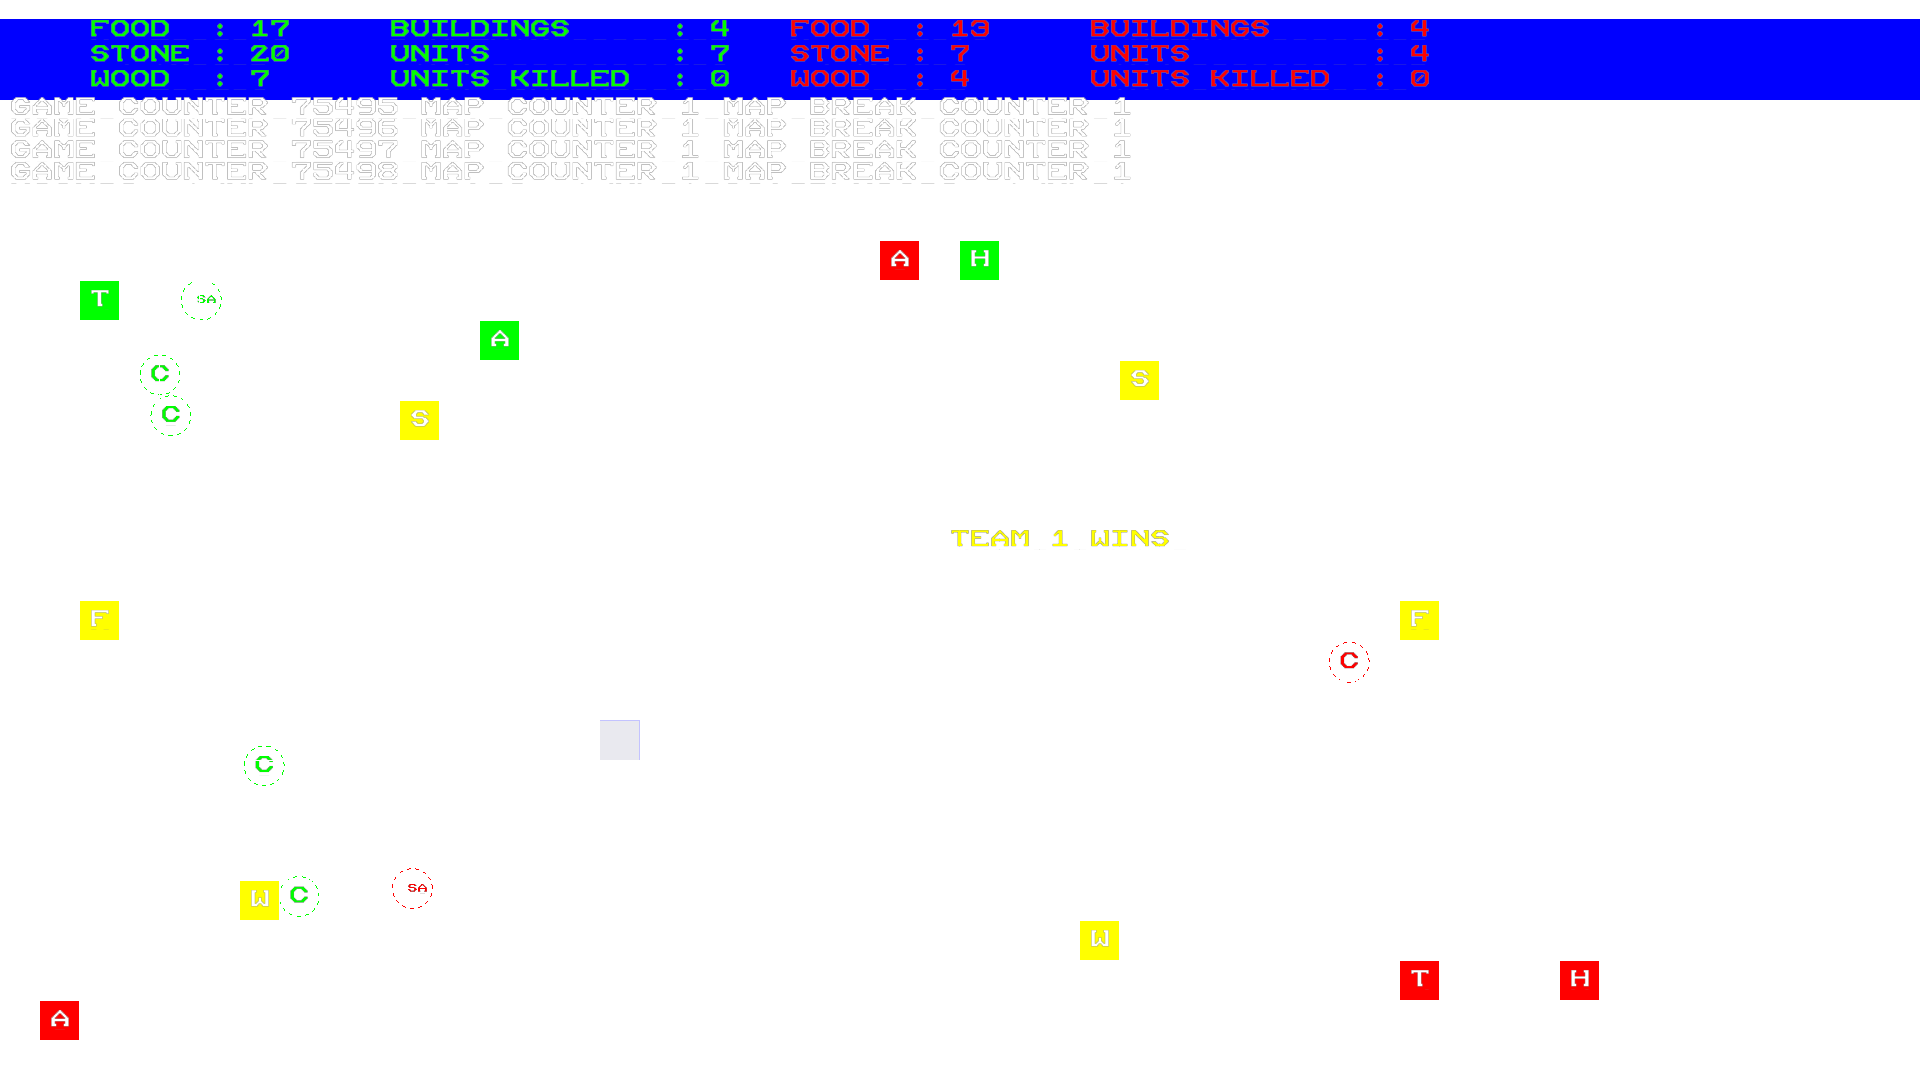 FOOD : 17 BUILDINGS : 4 FOOD : 13 BUILDINGS : 4
STONE : 20 UNITS : 7 STONE : 7 UNITS : 4
WOOD : 7 UNITS KILLED : 0 WOOD : 4 UNITS KILLED : 0
GAME COUNTER 75495 MAP COUNTER 1 MAP BREAK COUNTER 1
GAME COUNTER 75496 MAP COUNTER 1 MAP BREAK COUNTER 1
GAME COUNTER 75497 MAP COUNTER 1 MAP BREAK COUNTER 1
GAME COUNTER 75498 MAP COUNTER 1 MAP BREAK COUNTER 1
A H
T SA
A
C
S
C
S
TEAM 1 WINS
F F
C
C
SA
W C
W
T H
A